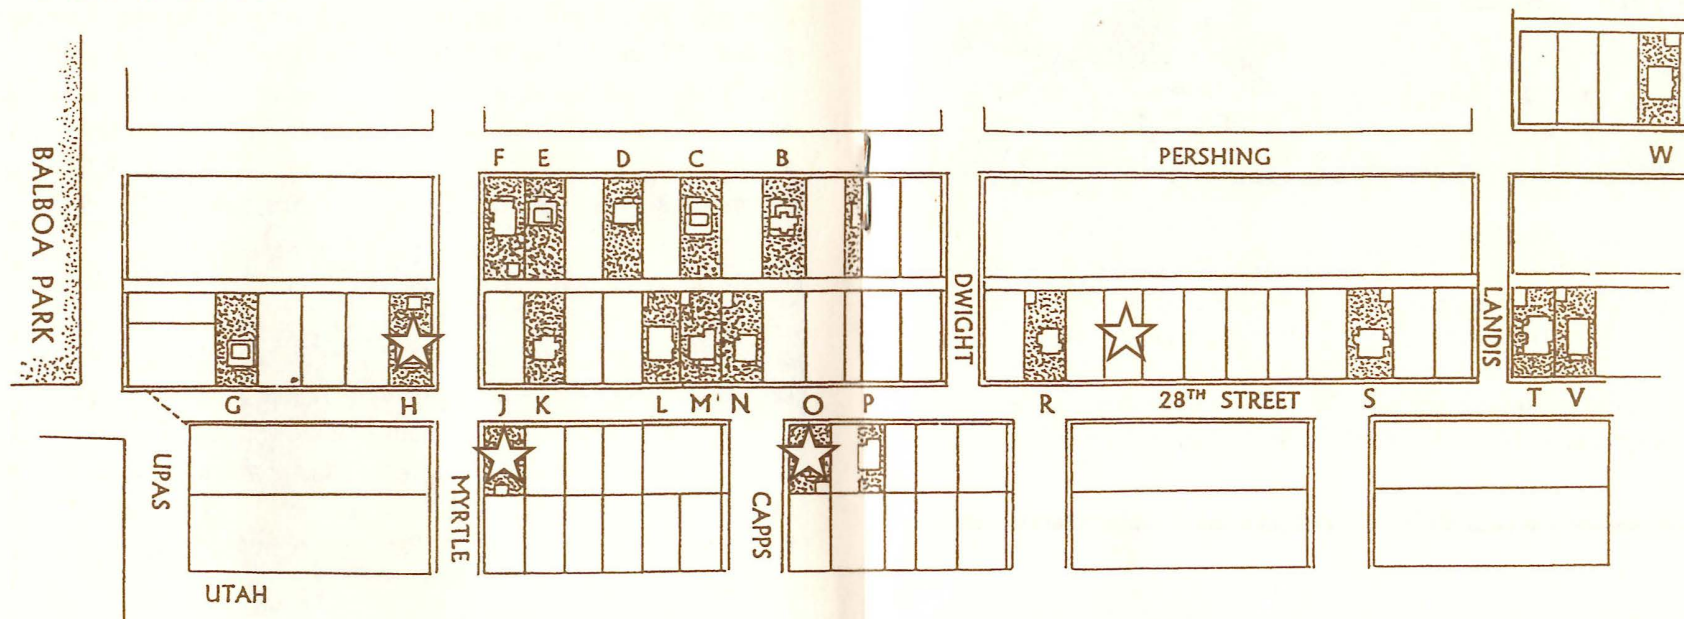 BALBOA PARK
F E D C B
PERSHING
W
DWIGHT
LANDIS
G H J K L M' N O P R 28TH STREET S T V
UPAS
MYRTLE
CAPPS
UTAH